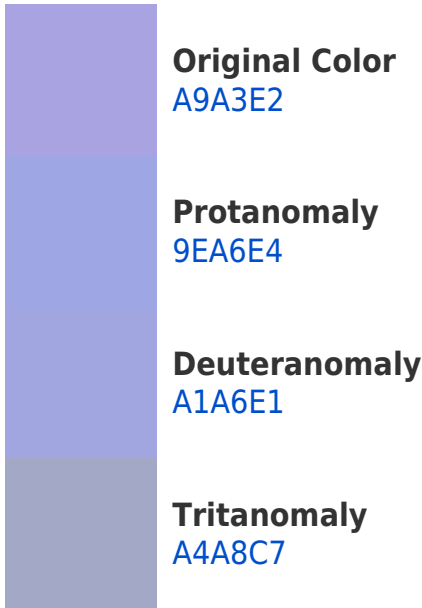 Original Color
A9A3E2
Protanomaly
9EA6E4
Deuteranomaly
A1A6E1
Tritanomaly
A4A8C7